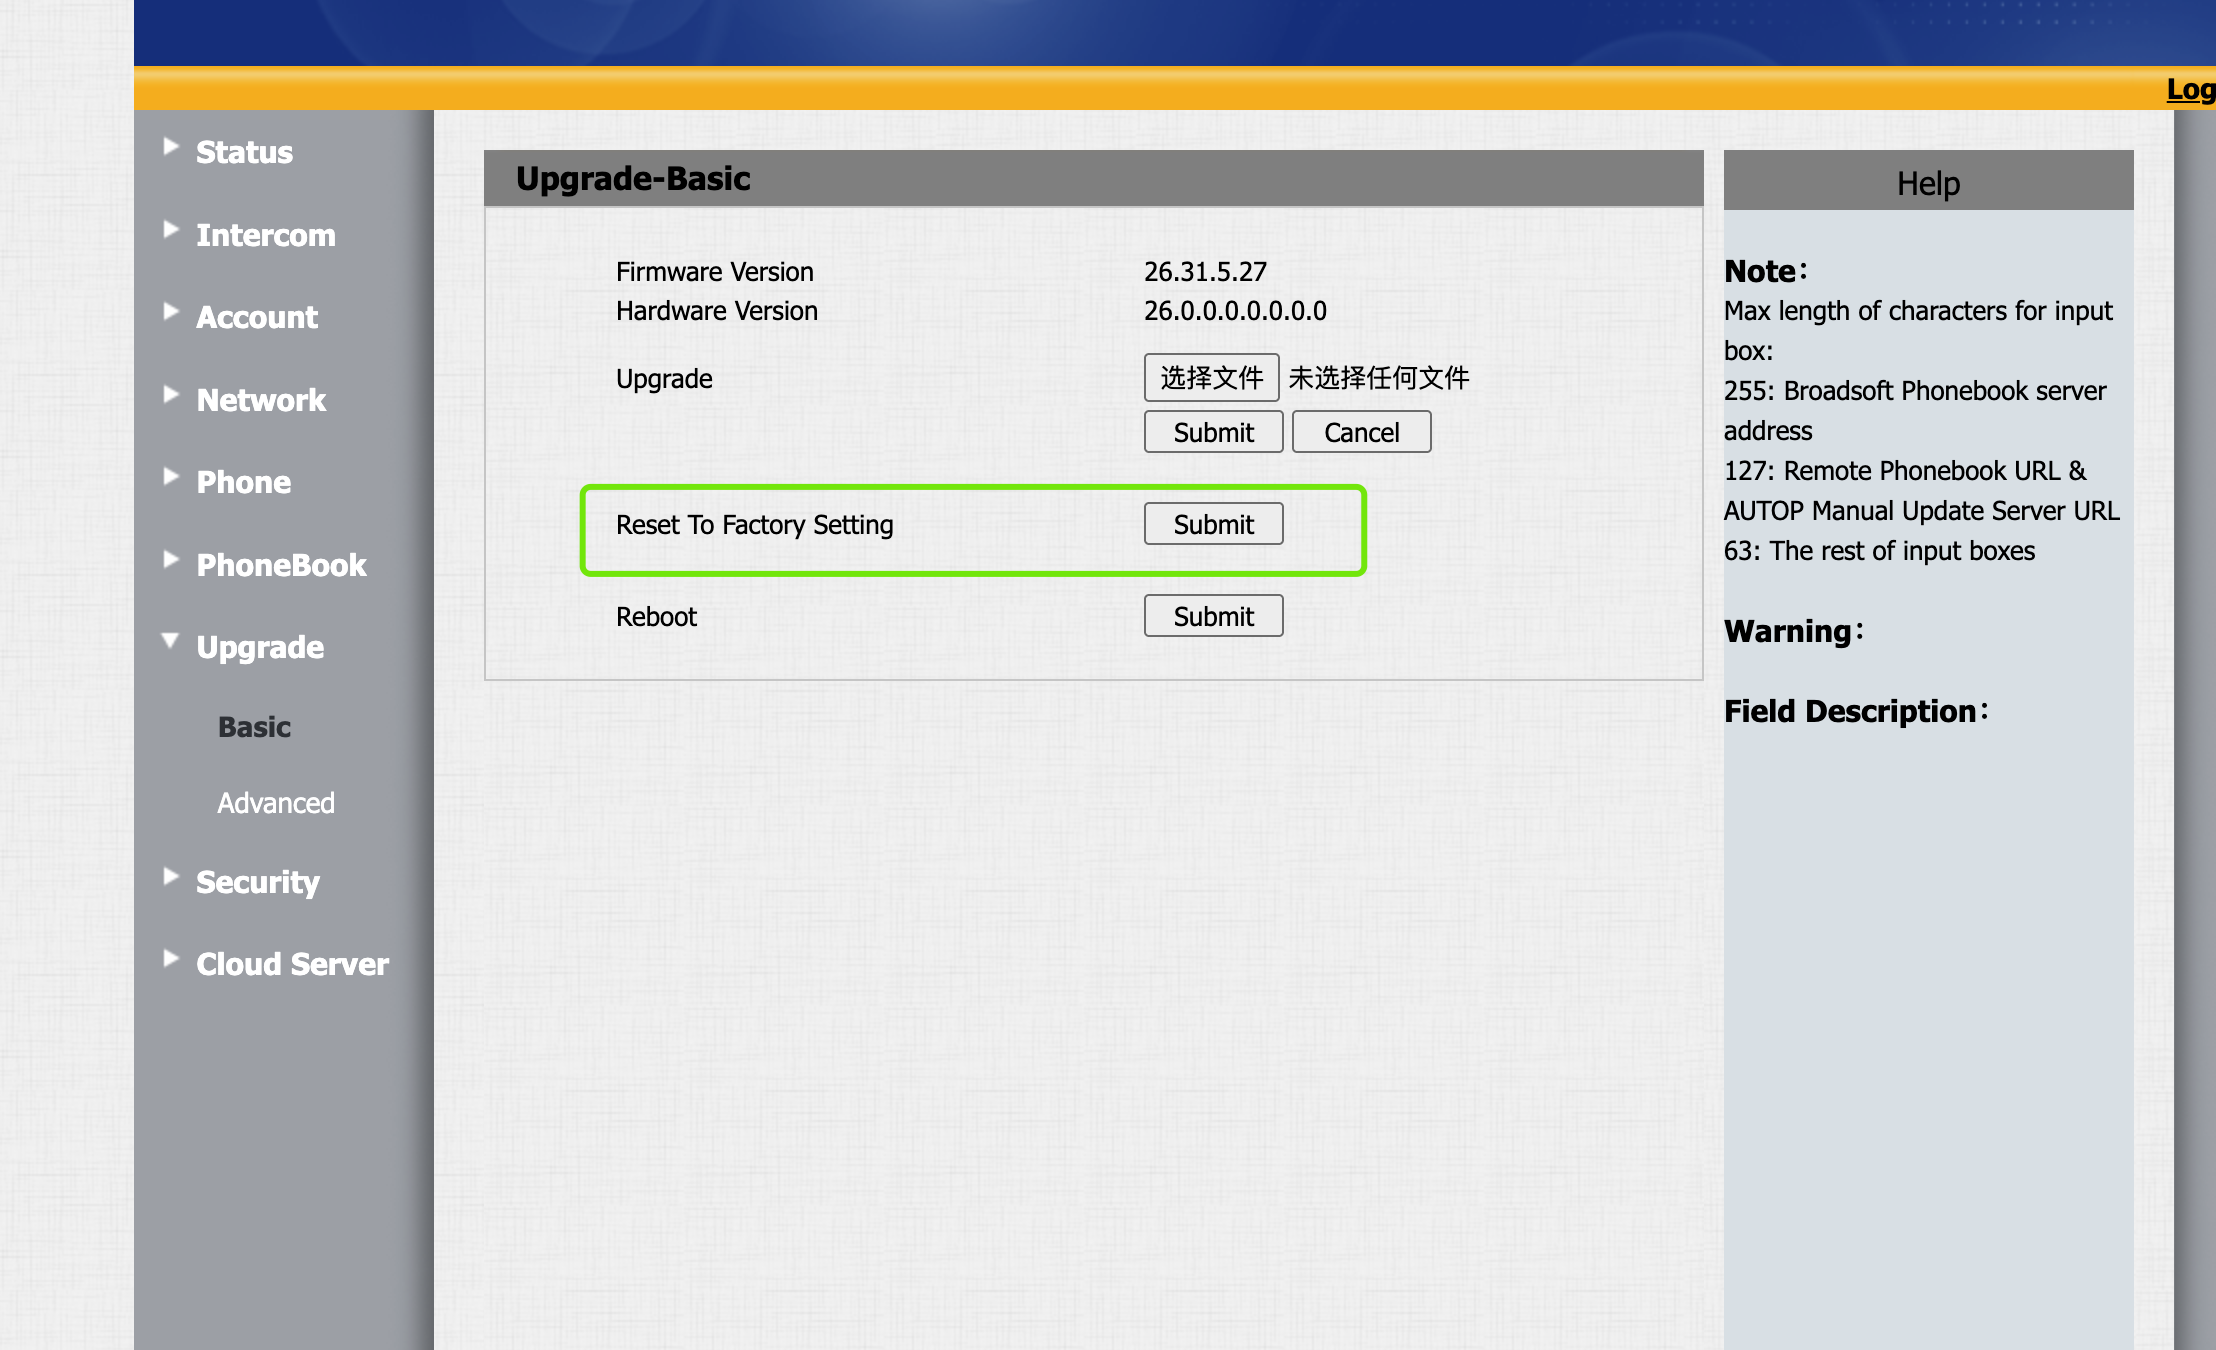 Log
Status
Intercom
Account
Network
Phone
PhoneBook
Upgrade
Basic
Advanced
Security
Cloud Server
Upgrade-Basic
Firmware Version 26.31.5.27
Hardware Version 26.0.0.0.0.0.0.0
Upgrade 选择文件 未选择任何文件
Submit Cancel
Reset To Factory Setting Submit
Reboot Submit
Help
Note:
Max length of characters for input
box:
255: Broadsoft Phonebook server
address
127: Remote Phonebook URL &
AUTOP Manual Update Server URL
63: The rest of input boxes
Warning:
Field Description: